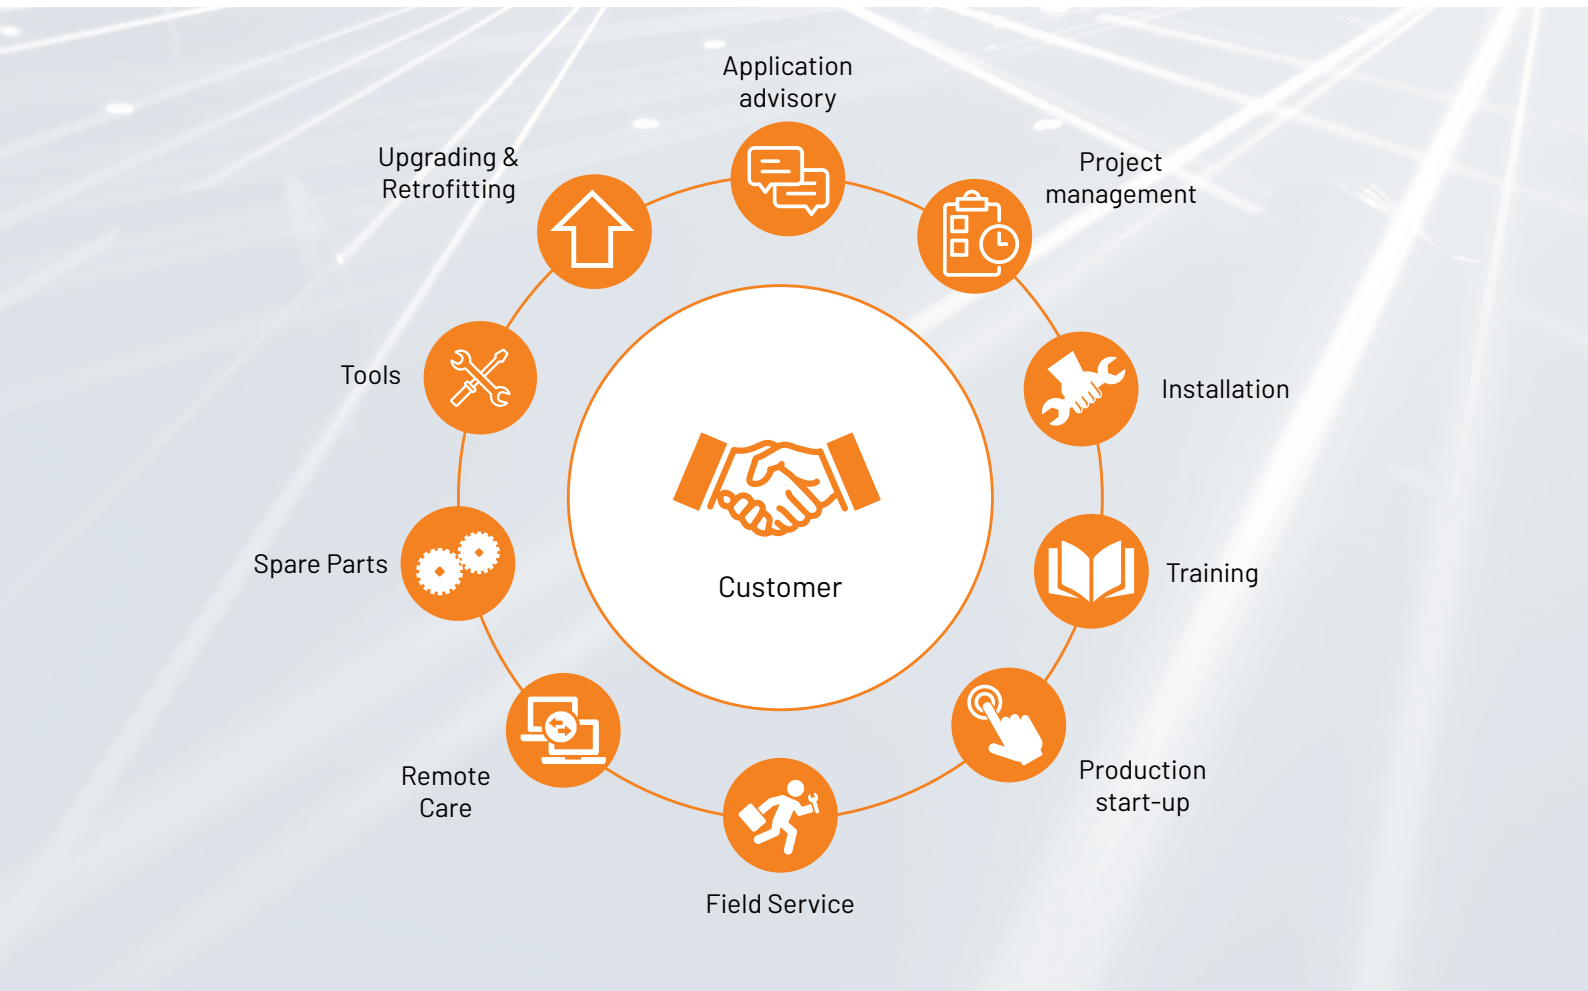 Application
advisory
Project
management
Installation
Training
Production
start-up
Field Service
Remote
Care
Spare Parts
Tools
Upgrading &
Retrofitting
Customer